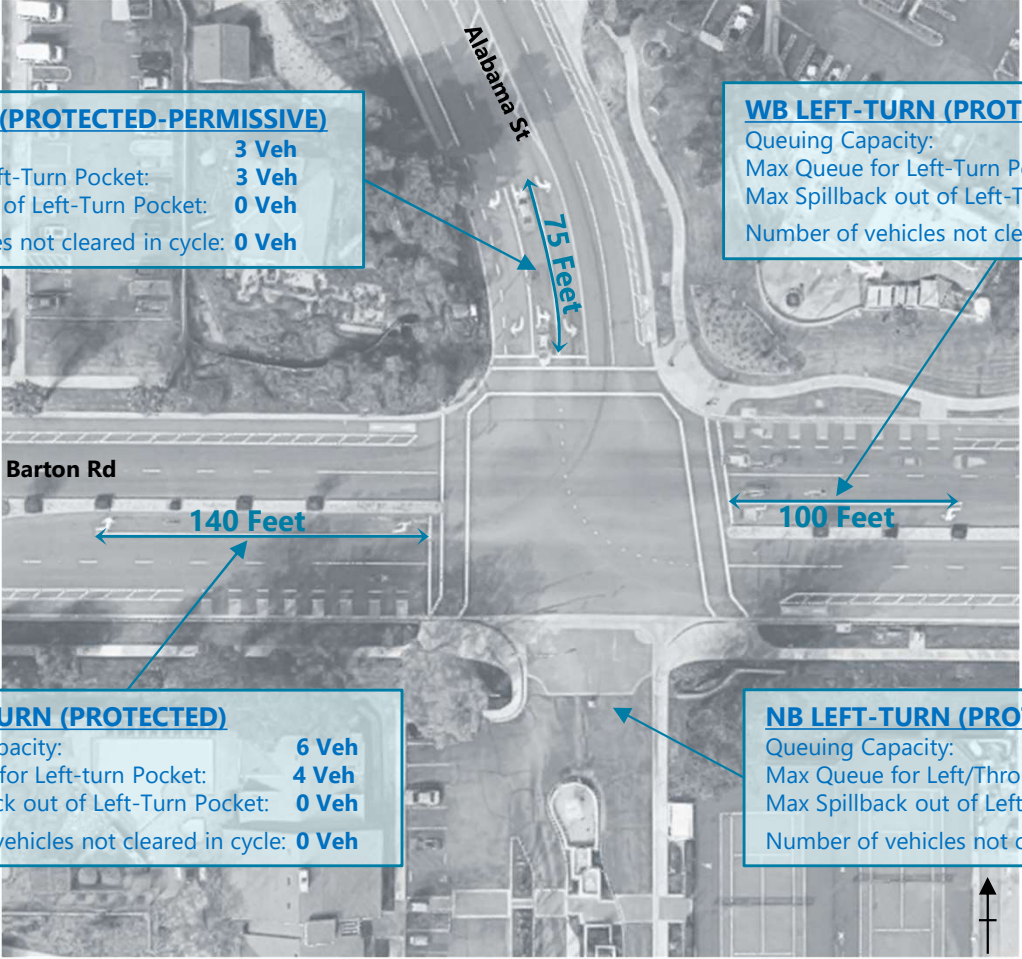 Alabama St
(PROTECTED-PERMISSIVE)
3 Veh
ft-Turn Pocket: 3 Veh
of Left-Turn Pocket: 0 Veh
es not cleared in cycle: 0 Veh
WB LEFT-TURN (PROT
Queuing Capacity:
Max Queue for Left-Turn P
Max Spillback out of Left-T
Number of vehicles not cle
75 Feet
Barton Rd
140 Feet
100 Feet
URN (PROTECTED)
pacity: 6 Veh
for Left-turn Pocket: 4 Veh
ck out of Left-Turn Pocket: 0 Veh
vehicles not cleared in cycle: 0 Veh
NB LEFT-TURN (PRO
Queuing Capacity:
Max Queue for Left/Thro
Max Spillback out of Left
Number of vehicles not c